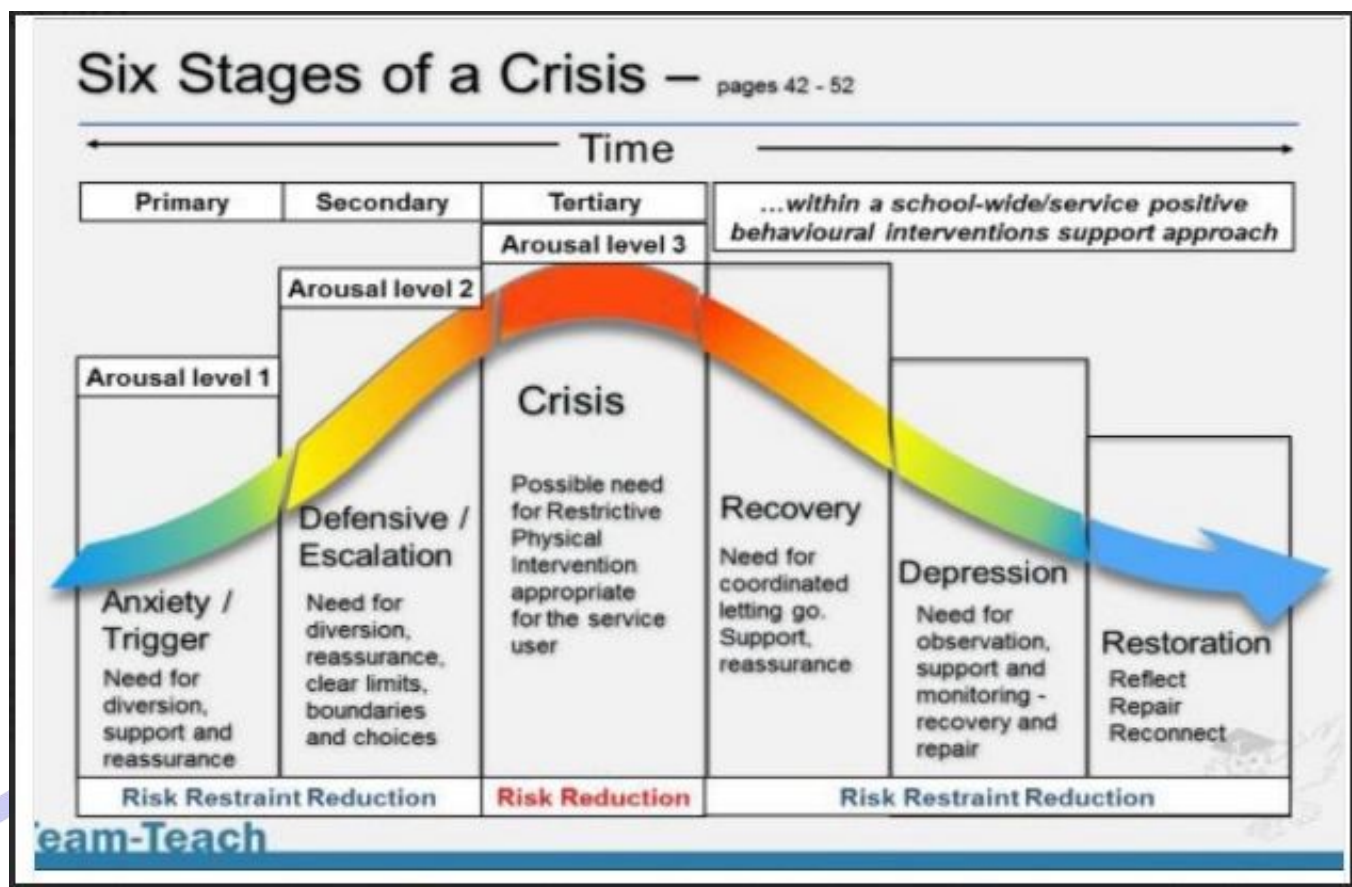 Six Stages of a Crisis – pages 42 - 52
Time
Primary
Secondary
Tertiary
...within a school-wide/service positive
behavioural interventions support approach
Arousal level 1
Arousal level 2
Arousal level 3
Anxiety /
Trigger
Need for
diversion,
support and
reassurance
Defensive /
Escalation
Need for
diversion,
reassurance,
clear limits,
boundaries
and choices
Crisis
Possible need
for Restrictive
Physical
Intervention
appropriate
for the service
user
Recovery
Need for
coordinated
letting go.
Support,
reassurance
Depression
Need for
observation,
support and
monitoring -
recovery and
repair
Restoration
Reflect
Repair
Reconnect
Risk Restraint Reduction
Risk Reduction
Risk Restraint Reduction
eam-Teach